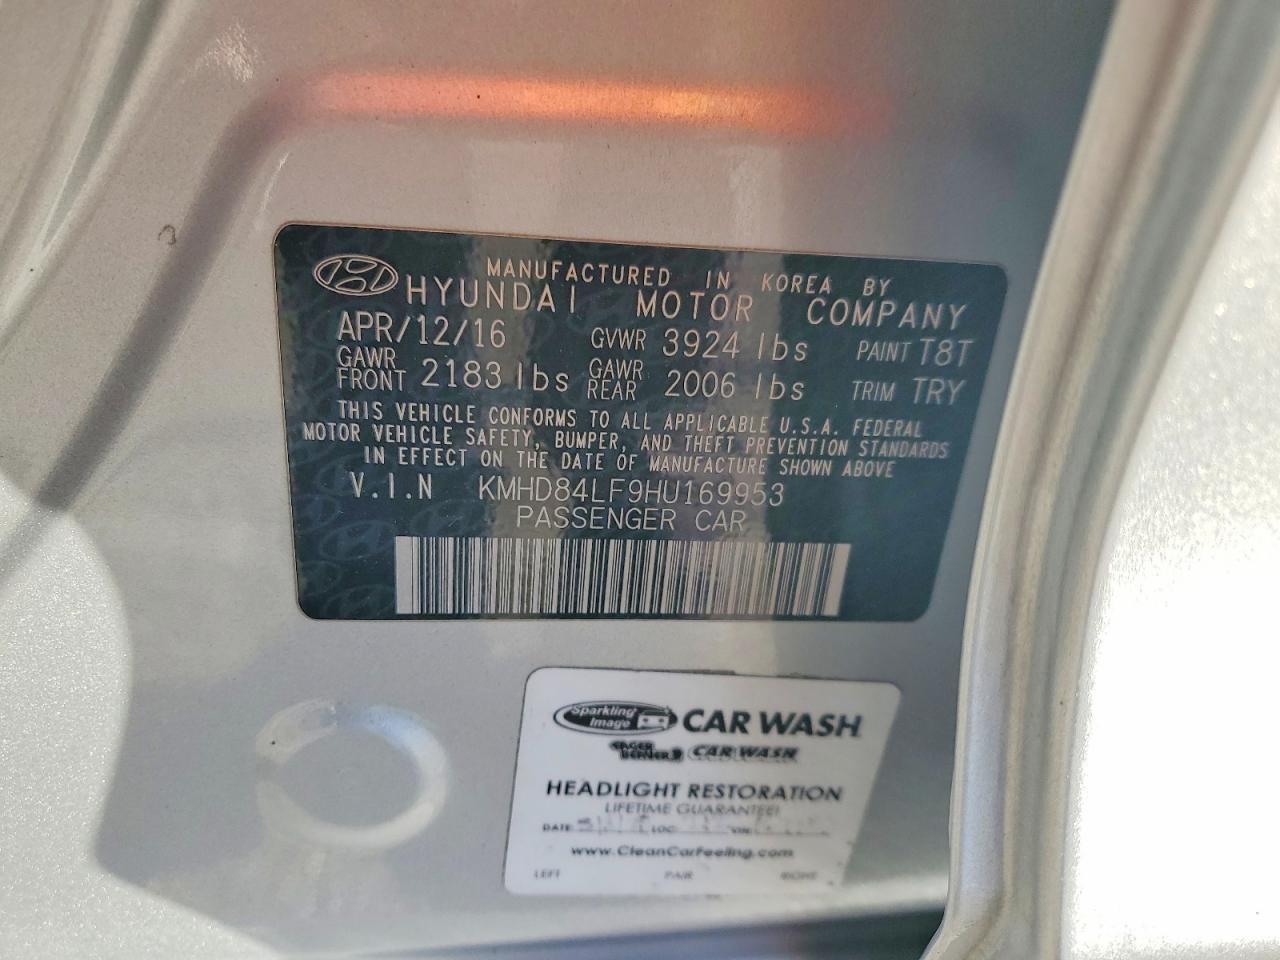 MANUFACTURED IN KOREA BY
HYUNDAI MOTOR COMPANY
APR/12/16 GVWR 3924 lbs PAINT T8T
GAWR FRONT 2183 lbs GAWR REAR 2006 lbs TRIM TRY
THIS VEHICLE CONFORMS TO ALL APPLICABLE U.S.A. FEDERAL
MOTOR VEHICLE SAFETY, BUMPER, AND THEFT PREVENTION STANDARDS
IN EFFECT ON THE DATE OF MANUFACTURE SHOWN ABOVE
V.I.N KMHD84LF9HU169953
PASSENGER CAR
Sparkling Image CAR WASH
EAGER BEAVER CAR WASH
HEADLIGHT RESTORATION
LIFETIME GUARANTEE!
DATE: LOC: VIN:
www.CleanCarFeeling.com
LEFT PAIR RIGHT